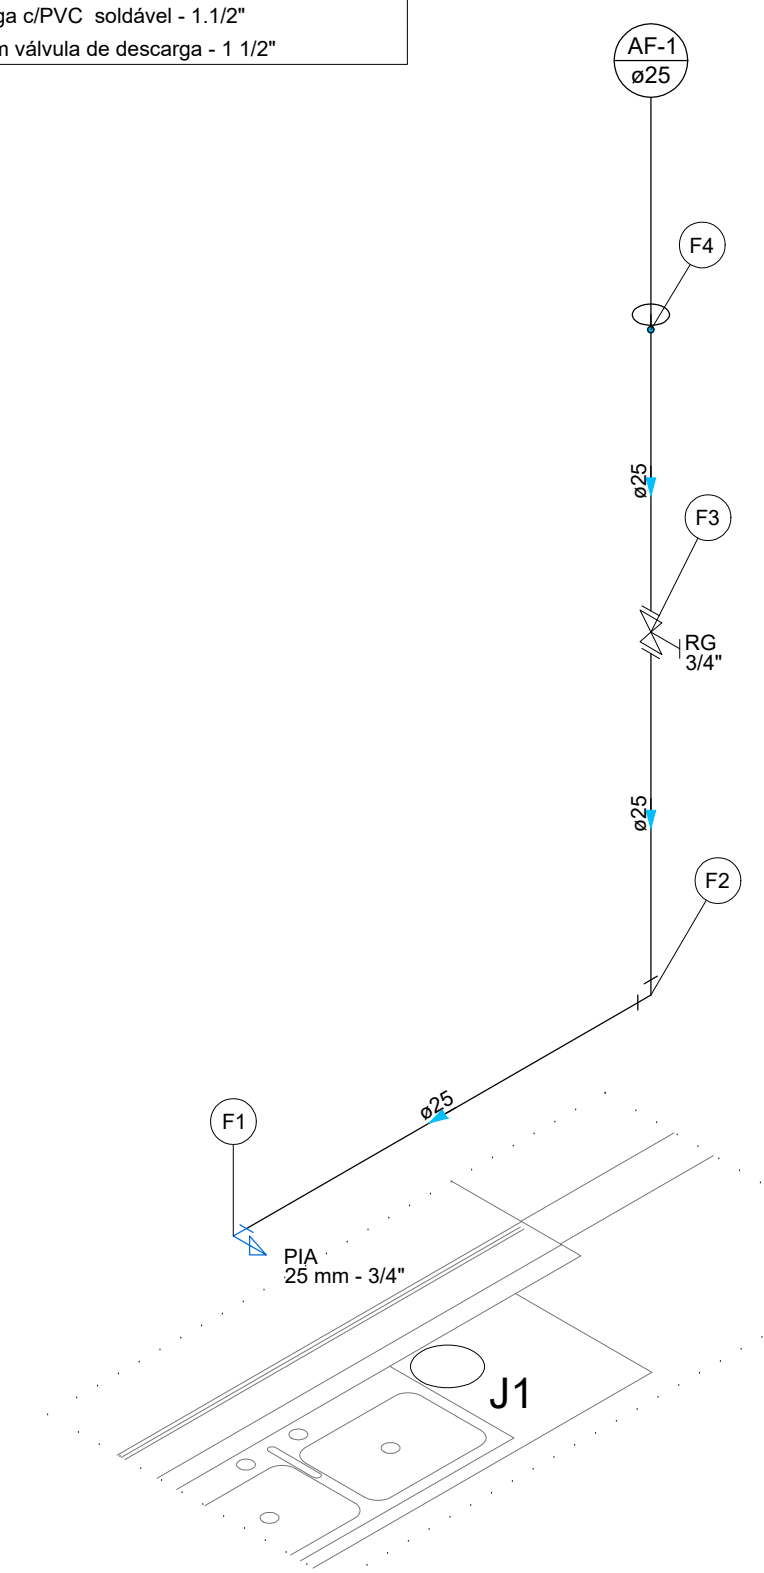 c/PVC soldável - 1.1/2"
válvula de descarga - 1 1/2"
AF-1
ø25
F4
ø25
F3
RG
3/4"
ø25
F2
ø25
F1
PIA
25 mm - 3/4"
J1